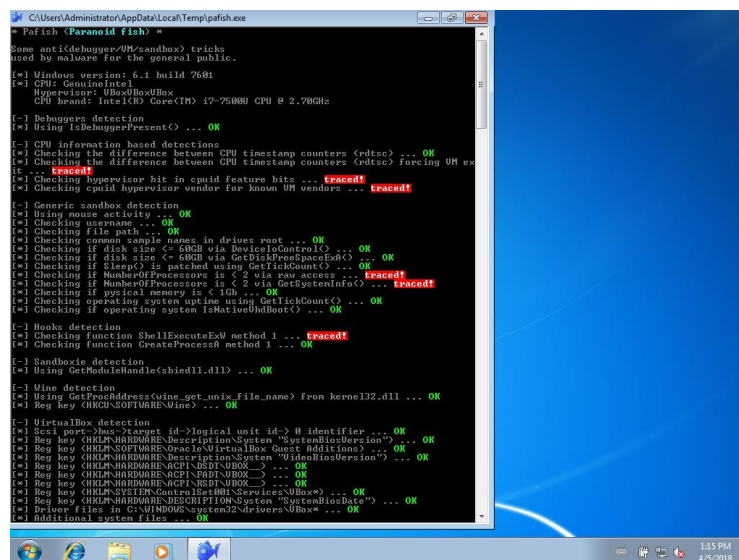 C:\Users\Administrator\AppData\Local\Temp\pafish.exe
* Pafish (Paranoid fish) *
Some anti(debugger/VM/sandbox) tricks
used by malware for the general public.
[*] Windows version: 6.1 build 7601
[*] CPU: GenuineIntel
Hypervisor: VBoxVBoxVBox
CPU brand: Intel(R) Core(TM) i7-7500U CPU @ 2.70GHz
[-] Debuggers detection
[*] Using IsDebuggerPresent() ... OK
[-] CPU information based detections
[*] Checking the difference between CPU timestamp counters (rdtsc) ... OK
[*] Checking the difference between CPU timestamp counters (rdtsc) forcing VM ex
it ... traced!
[*] Checking hypervisor bit in cpuid feature bits ... traced!
[*] Checking cpuid hypervisor vendor for known VM vendors ... traced!
[-] Generic sandbox detection
[*] Using mouse activity ... OK
[*] Checking username ... OK
[*] Checking file path ... OK
[*] Checking common sample names in drives root ... OK
[*] Checking if disk size <= 60GB via DeviceIoControl() ... OK
[*] Checking if disk size <= 60GB via GetDiskFreeSpaceExA() ... OK
[*] Checking if Sleep() is patched using GetTickCount() ... OK
[*] Checking if NumberOfProcessors is < 2 via raw access ... traced!
[*] Checking if NumberOfProcessors is < 2 via GetSystemInfo() ... traced!
[*] Checking if pysical memory is < 1Gb ... OK
[*] Checking operating system uptime using GetTickCount() ... OK
[*] Checking if operating system IsNativeVhdBoot() ... OK
[-] Hooks detection
[*] Checking function ShellExecuteExW method 1 ... traced!
[*] Checking function CreateProcessA method 1 ... OK
[-] Sandboxie detection
[*] Using GetModuleHandle(sbiedll.dll) ... OK
[-] Wine detection
[*] Using GetProcAddress(wine_get_unix_file_name) from kernel32.dll ... OK
[*] Reg key (HKCU\SOFTWARE\Wine) ... OK
[-] VirtualBox detection
[*] Scsi port->bus->target id->logical unit id-> 0 identifier ... OK
[*] Reg key (HKLM\HARDWARE\Description\System "SystemBiosVersion") ... OK
[*] Reg key (HKLM\SOFTWARE\Oracle\VirtualBox Guest Additions) ... OK
[*] Reg key (HKLM\HARDWARE\Description\System "VideoBiosVersion") ... OK
[*] Reg key (HKLM\HARDWARE\ACPI\DSDT\VBOX__) ... OK
[*] Reg key (HKLM\HARDWARE\ACPI\FADT\VBOX__) ... OK
[*] Reg key (HKLM\HARDWARE\ACPI\RSDT\VBOX__) ... OK
[*] Reg key (HKLM\SYSTEM\ControlSet001\Services\VBox*) ... OK
[*] Reg key (HKLM\HARDWARE\DESCRIPTION\System "SystemBiosDate") ... OK
[*] Driver files in C:\WINDOWS\system32\drivers\VBox* ... OK
[*] Additional system files ... OK
1:15 PM
4/5/2018